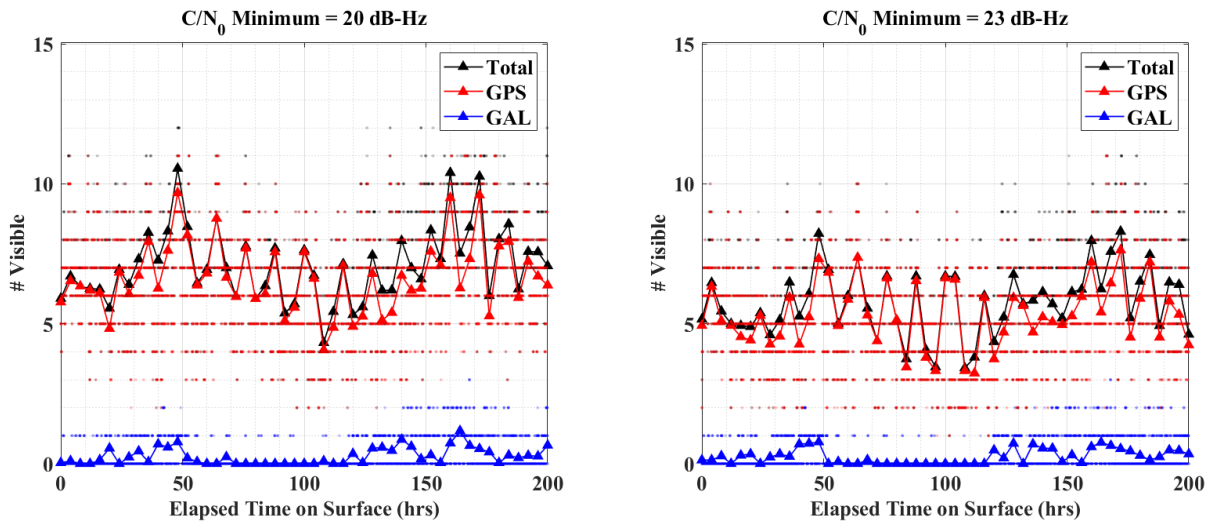 C/N0 Minimum = 20 dB-Hz
15
10
5
0
# Visible
Total
GPS
GAL
0 50 100 150 200
Elapsed Time on Surface (hrs)
C/N0 Minimum = 23 dB-Hz
15
10
5
0
# Visible
Total
GPS
GAL
0 50 100 150 200
Elapsed Time on Surface (hrs)